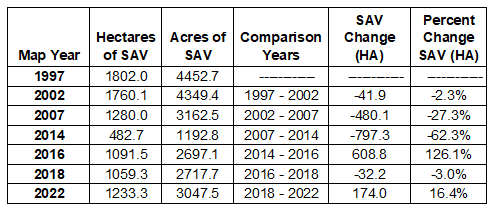 Map Year Hectares of SAV Acres of SAV Comparison Years SAV Change (HA) Percent Change SAV (HA)
1997 1802.0 4452.7 ------------- ------------- -------------
2002 1760.1 4349.4 1997 - 2002 -41.9 -2.3%
2007 1280.0 3162.5 2002 - 2007 -480.1 -27.3%
2014 482.7 1192.8 2007 - 2014 -797.3 -62.3%
2016 1091.5 2697.1 2014 - 2016 608.8 126.1%
2018 1059.3 2717.7 2016 - 2018 -32.2 -3.0%
2022 1233.3 3047.5 2018 - 2022 174.0 16.4%